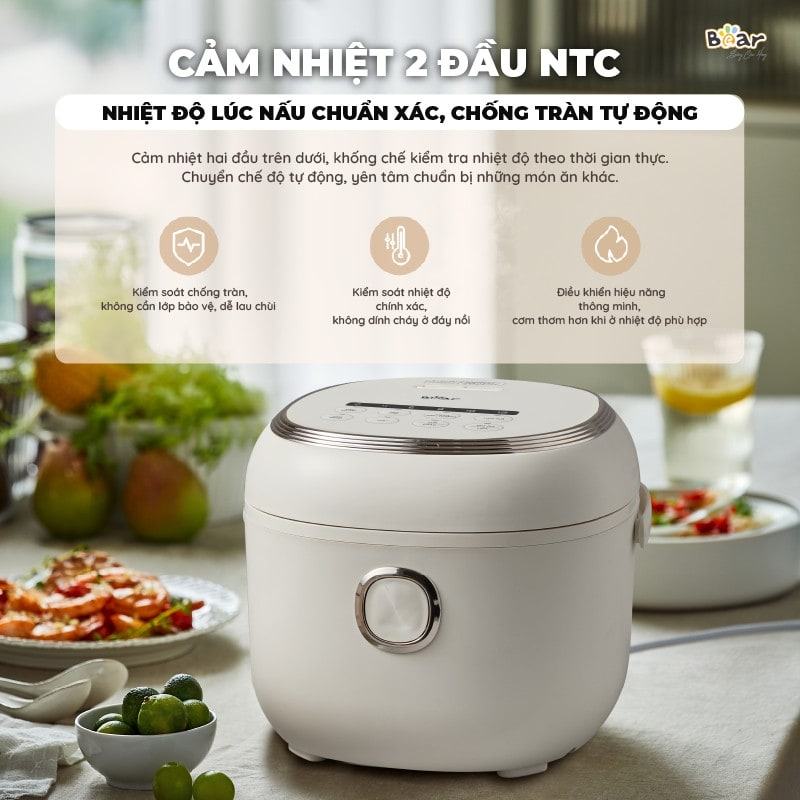 Bear
CẢM NHIỆT 2 ĐẦU NTC
NHIỆT ĐỘ LÚC NẤU CHUẨN XÁC, CHỐNG TRÀN TỰ ĐỘNG
Cảm nhiệt hai đầu trên dưới, khống chế kiểm tra nhiệt độ theo thời gian thực.
Chuyển chế độ tự động, yên tâm chuẩn bị những món ăn khác.
Kiểm soát chống tràn,
không cần lớp bảo vệ, dễ lau chùi
Kiểm soát nhiệt độ
chính xác,
không dính cháy ở đáy nồi
Điều khiển hiệu năng
thông minh,
cơm thơm hơn khi ở nhiệt độ phù hợp
Bear